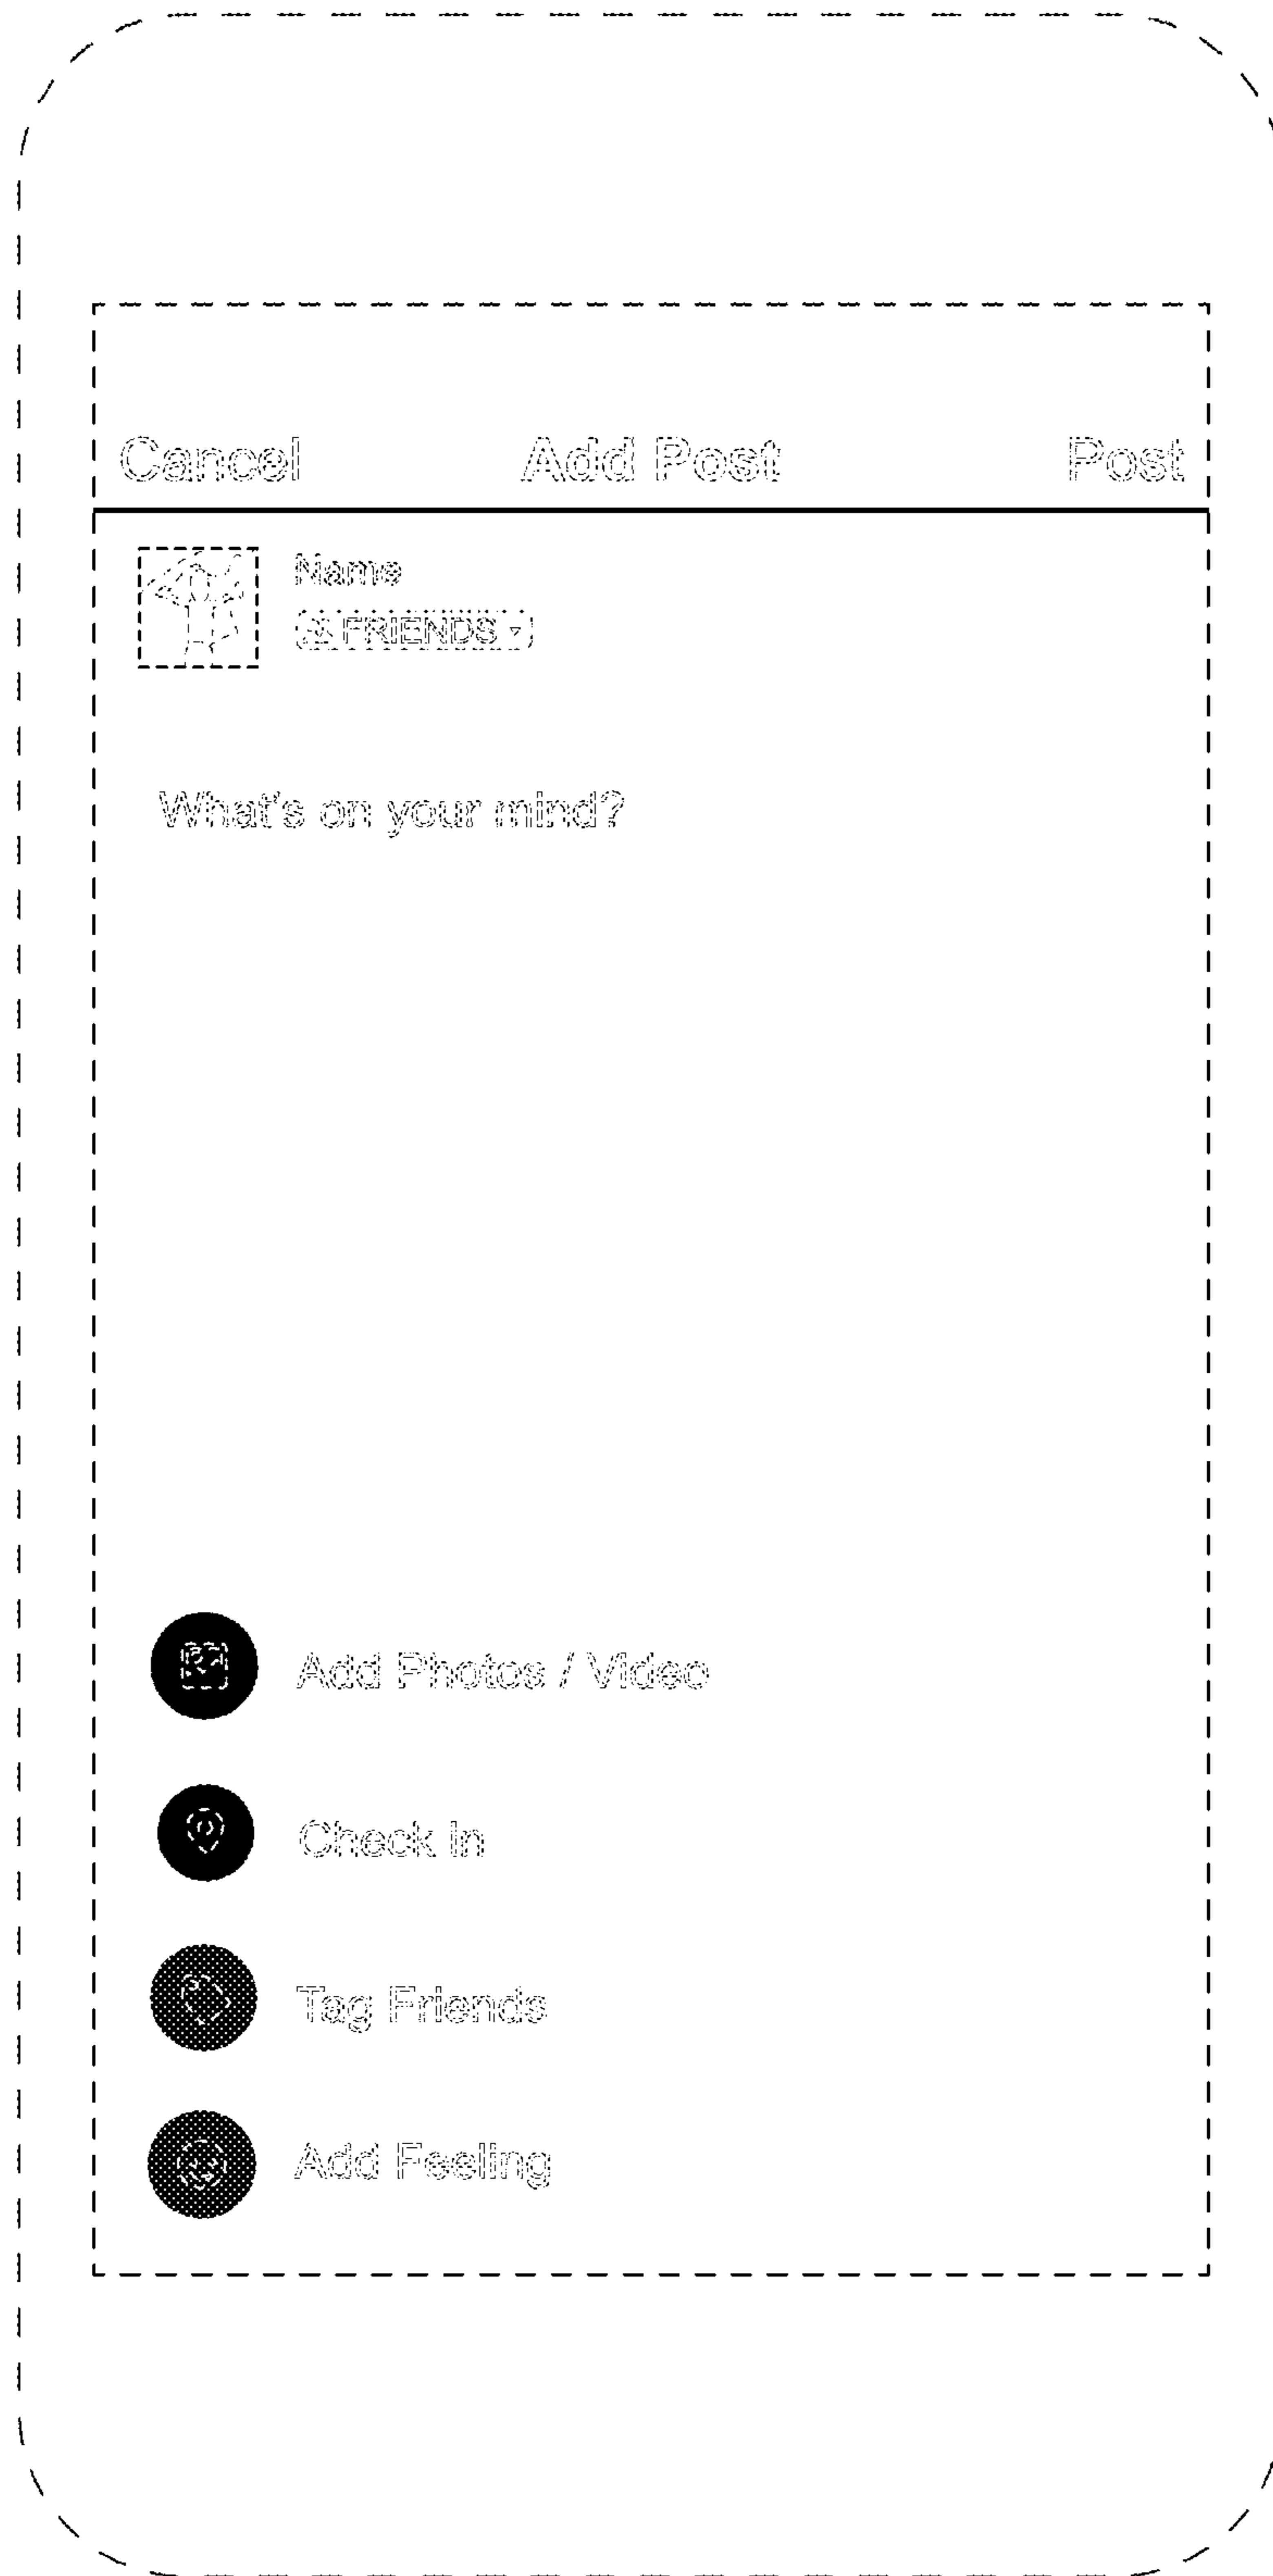 Cancel Add Post Post
Name
FRIENDS
What's on your mind?
Add Photos / Video
Check In
Tag Friends
Add Feeling